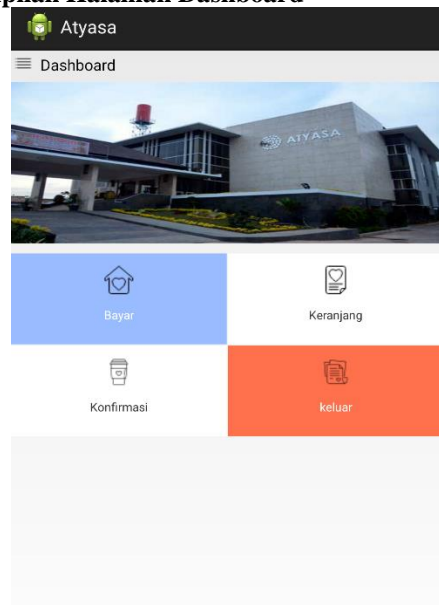 Atyasa
Dashboard
ATYASA
Bayar
Keranjang
Konfirmasi
keluar